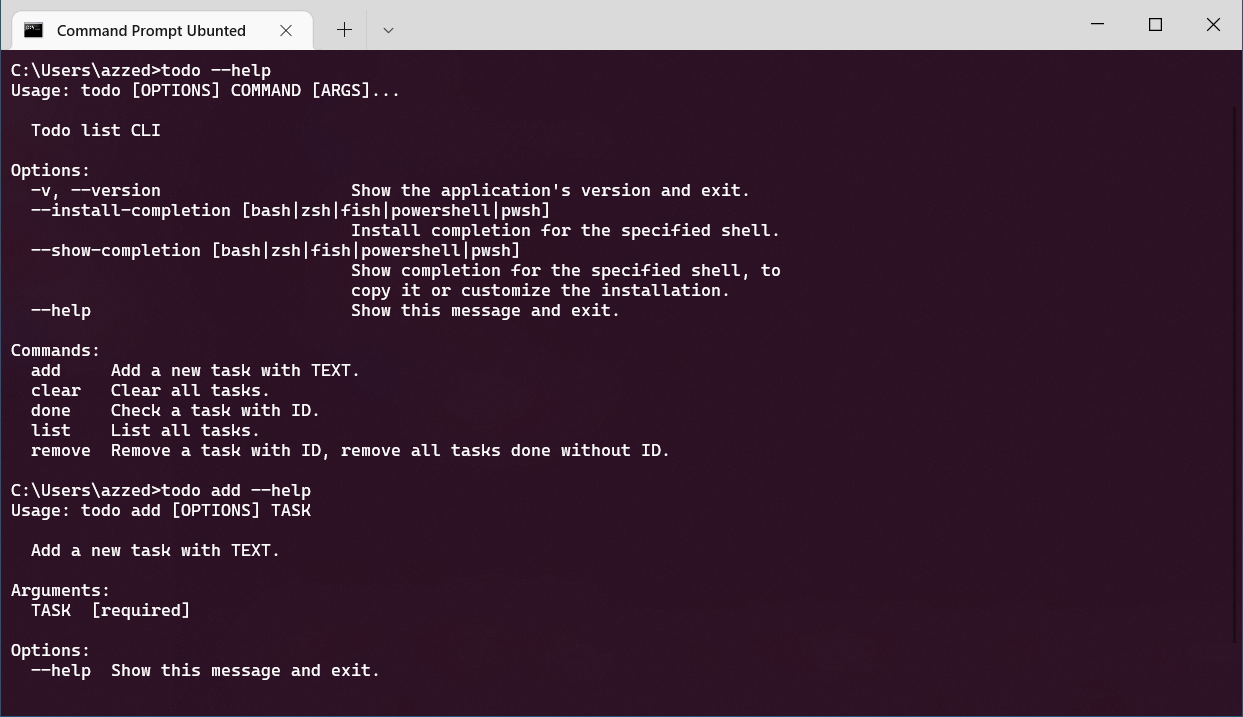 Command Prompt Ubunted
C:\Users\azzed>todo --help
Usage: todo [OPTIONS] COMMAND [ARGS]...
Todo list CLI
Options:
-v, --version Show the application's version and exit.
--install-completion [bash|zsh|fish|powershell|pwsh]
Install completion for the specified shell.
--show-completion [bash|zsh|fish|powershell|pwsh]
Show completion for the specified shell, to
copy it or customize the installation.
--help Show this message and exit.
Commands:
add Add a new task with TEXT.
clear Clear all tasks.
done Check a task with ID.
list List all tasks.
remove Remove a task with ID, remove all tasks done without ID.
C:\Users\azzed>todo add --help
Usage: todo add [OPTIONS] TASK
Add a new task with TEXT.
Arguments:
TASK [required]
Options:
--help Show this message and exit.